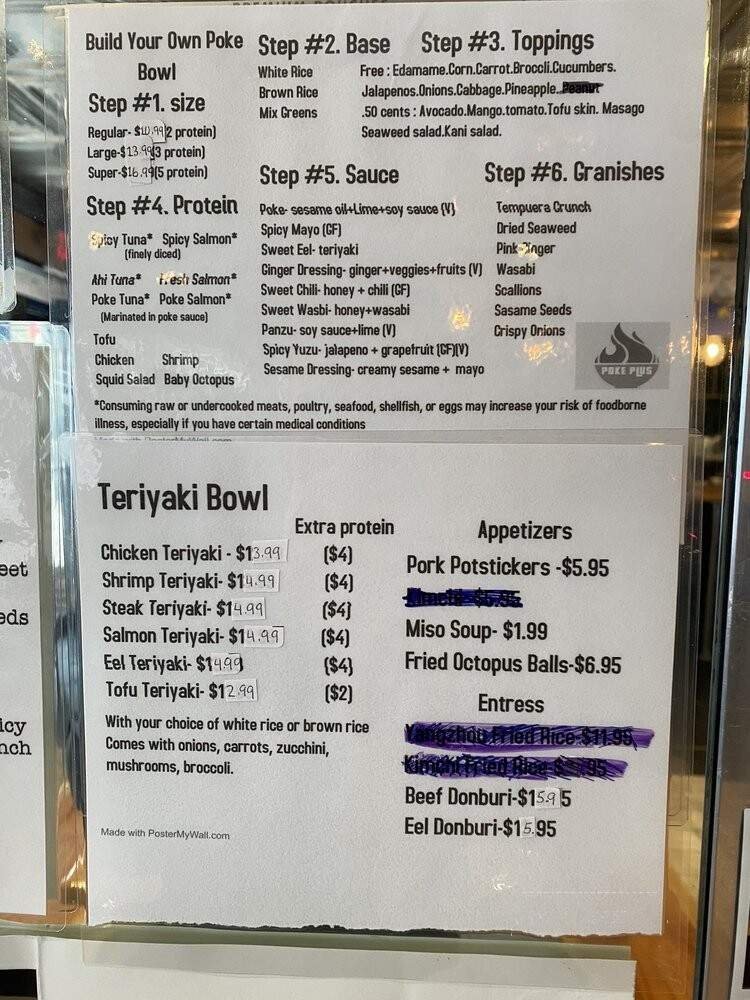 Build Your Own Poke
Bowl
Step #1. size
Regular- $10.99(2 protein)
Large-$13.99(3 protein)
Super-$16.99(5 protein)
Step #2. Base
White Rice
Brown Rice
Mix Greens
Step #3. Toppings
Free : Edamame.Corn.Carrot.Broccli.Cucumbers.
Jalapenos.Onions.Cabbage.Pineapple..Peanut
.50 cents : Avocado.Mango.tomato.Tofu skin. Masago
Seaweed salad.Kani salad.
Step #4. Protein
Spicy Tuna* Spicy Salmon*
(finely diced)
Ahi Tuna* Fresh Salmon*
Poke Tuna* Poke Salmon*
(Marinated in poke sauce)
Tofu
Chicken Shrimp
Squid Salad Baby Octopus
Step #5. Sauce
Poke- sesame oil+Lime+soy sauce (V)
Spicy Mayo (GF)
Sweet Eel- teriyaki
Ginger Dressing- ginger+veggies+fruits (V)
Sweet Chili- honey + chili (GF)
Sweet Wasbi- honey+wasabi
Panzu- soy sauce+lime (V)
Spicy Yuzu- jalapeno + grapefruit (GF)(V)
Sesame Dressing- creamy sesame + mayo
Step #6. Granishes
Tempuera Crunch
Dried Seaweed
Pink Ginger
Wasabi
Scallions
Sasame Seeds
Crispy Onions
POKE PLUS
*Consuming raw or undercooked meats, poultry, seafood, shellfish, or eggs may increase your risk of foodborne
illness, especially if you have certain medical conditions
Made with PosterMyWall.com
Teriyaki Bowl
Extra protein
Chicken Teriyaki - $13.99 ($4)
Shrimp Teriyaki- $14.99 ($4)
Steak Teriyaki- $14.99 ($4)
Salmon Teriyaki- $14.99 ($4)
Eel Teriyaki- $14.99 ($4)
Tofu Teriyaki- $12.99 ($2)
With your choice of white rice or brown rice
Comes with onions, carrots, zucchini,
mushrooms, broccoli.
Made with PosterMyWall.com
Appetizers
Pork Potstickers -$5.95
Miso Soup- $1.99
Fried Octopus Balls-$6.95
Entress
Yangzhou Fried Rice-$11.95
Kimchi Fried Rice
Beef Donburi-$15.95
Eel Donburi-$15.95
eet
eds
icy
nch